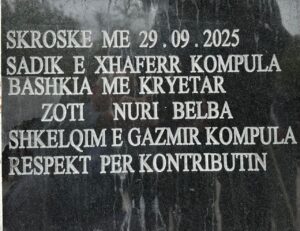 SKROSKE ME 29.09.2025
SADIK E XHAFERR KOMPULA
BASHKIA ME KRYETAR
ZOTI NURI BELBA
SHKELQIM E GAZMIR KOMPULA
RESPEKT PER KONTRIBUTIN